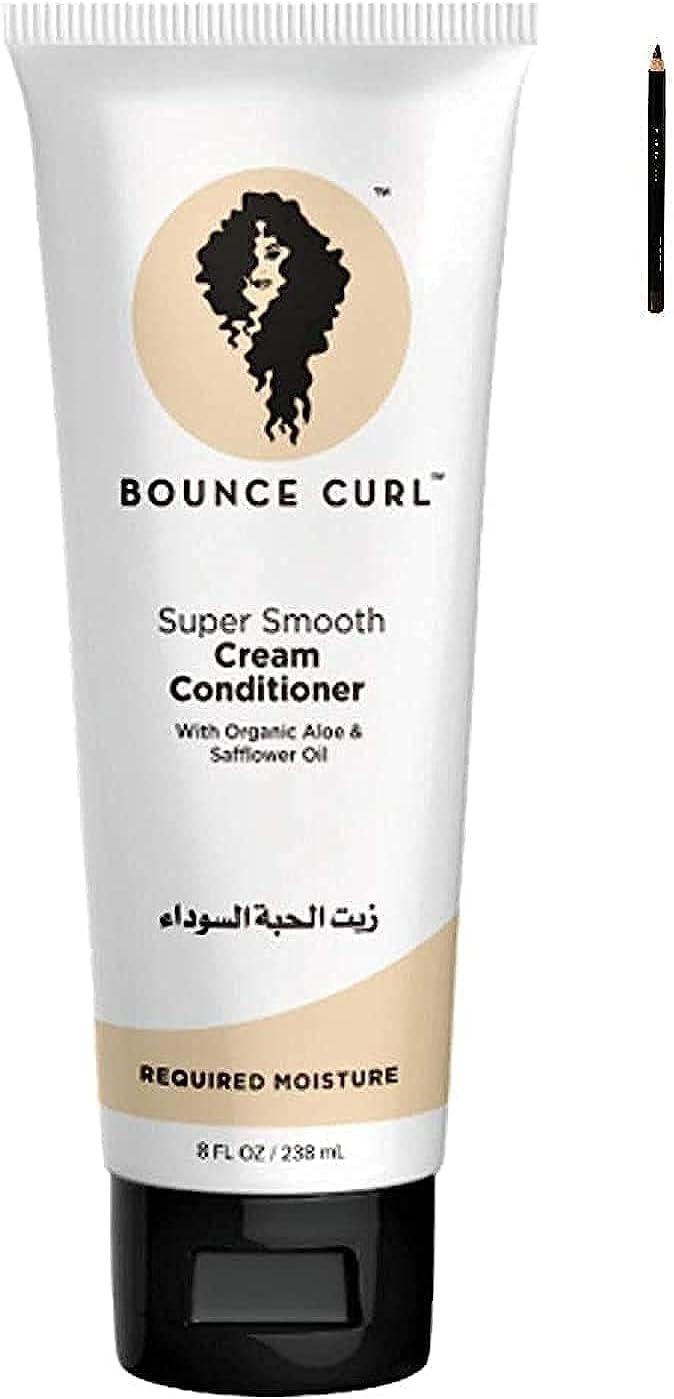 ™
BOUNCE CURL™
Super Smooth
Cream
Conditioner
With Organic Aloe &
Safflower Oil
زيت الحبة السوداء
REQUIRED MOISTURE
8 FL OZ / 238 mL